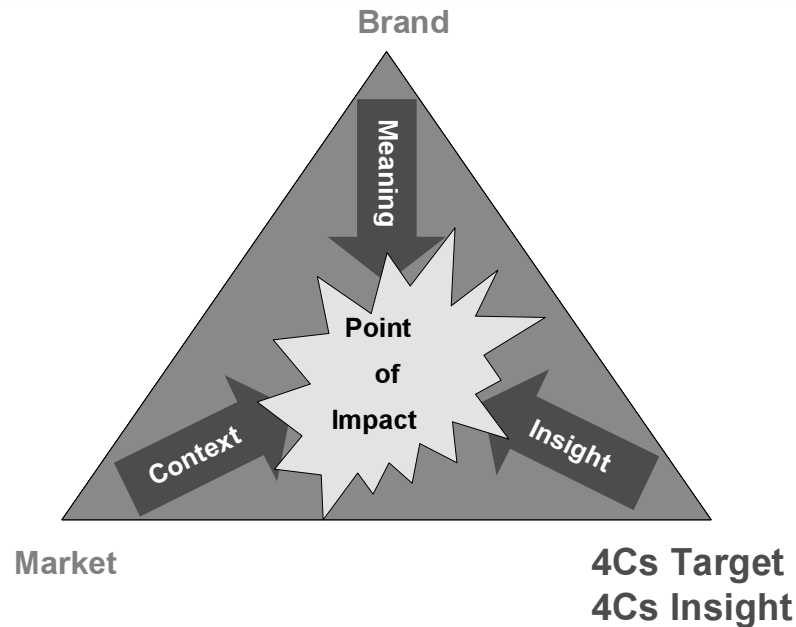 Brand
Meaning
Point
of
Impact
Context
Insight
Market
4Cs Target
4Cs Insight